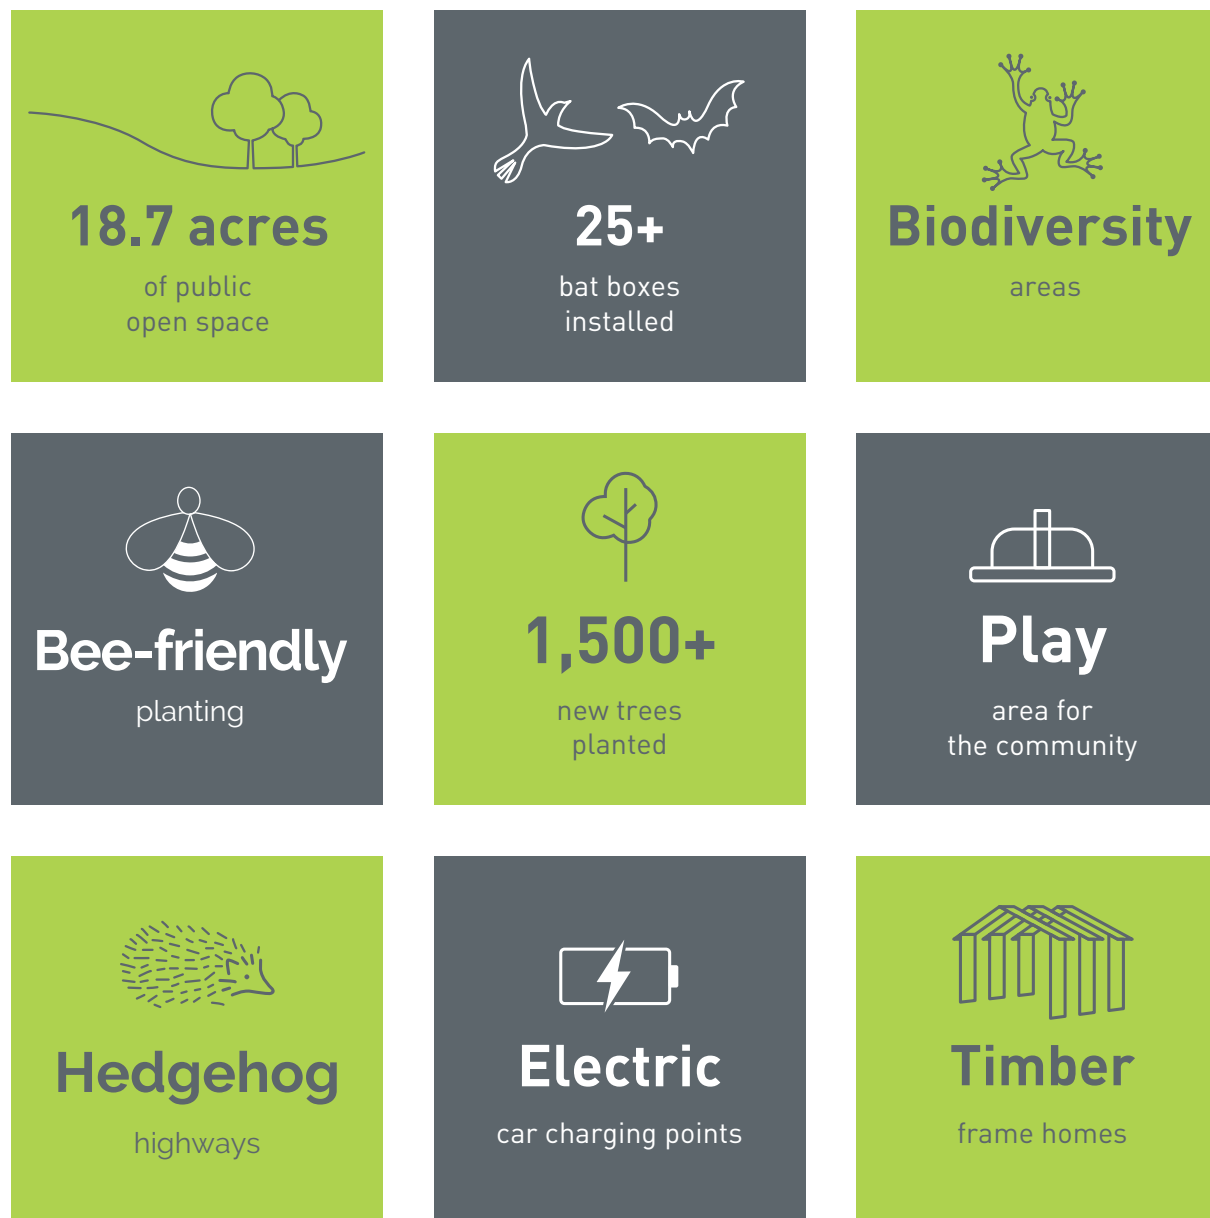 18.7 acres
of public
open space
25+
bat boxes
installed
Biodiversity
areas
Bee-friendly
planting
1,500+
new trees
planted
Play
area for
the community
Hedgehog
highways
Electric
car charging points
Timber
frame homes